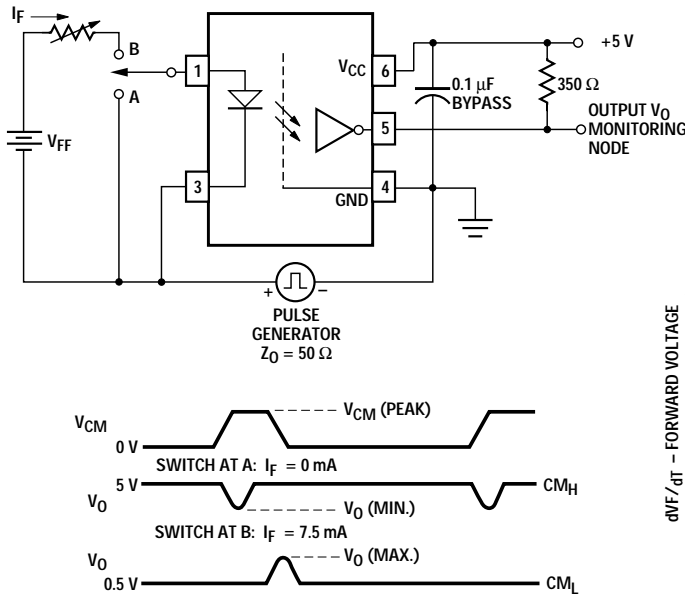 I_F
B
A
V_FF
1
3
V_CC
6
5
4
GND
0.1 µF
BYPASS
+5 V
350 Ω
OUTPUT V_O
MONITORING
NODE
+
−
PULSE
GENERATOR
Z_O = 50 Ω
dVF/dT – FORWARD VOLTAGE
V_CM
V_CM (PEAK)
0 V
SWITCH AT A: I_F = 0 mA
5 V
CM_H
V_O
V_O (MIN.)
SWITCH AT B: I_F = 7.5 mA
V_O
V_O (MAX.)
0.5 V
CM_L